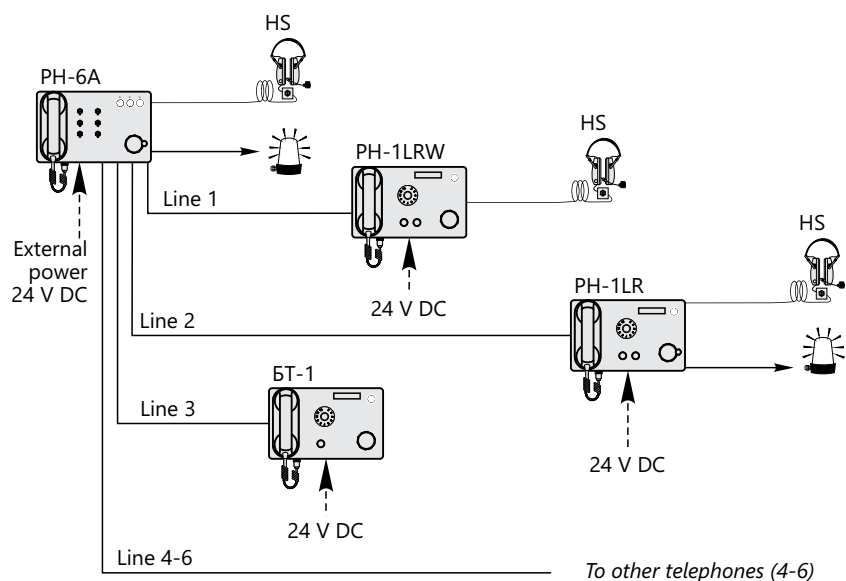 HS
PH-6A
HS
PH-1LRW
Line 1
HS
External
power
24 V DC
PH-1LR
24 V DC
Line 2
БТ-1
Line 3
24 V DC
24 V DC
Line 4-6
To other telephones (4-6)